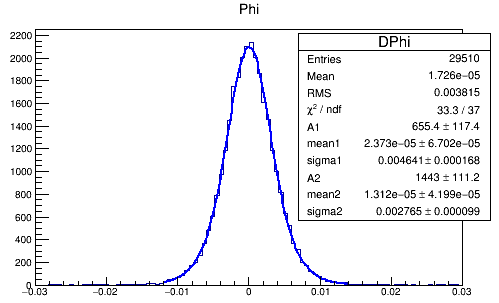 Phi
DPhi
Entries 29510
Mean 1.726e-05
RMS 0.003815
χ² / ndf 33.3 / 37
A1 655.4 ± 117.4
mean1 2.373e-05 ± 6.702e-05
sigma1 0.004641 ± 0.000168
A2 1443 ± 111.2
mean2 1.312e-05 ± 4.199e-05
sigma2 0.002765 ± 0.000099
2200
2000
1800
1600
1400
1200
1000
800
600
400
200
0
−0.03 −0.02 −0.01 0 0.01 0.02 0.03